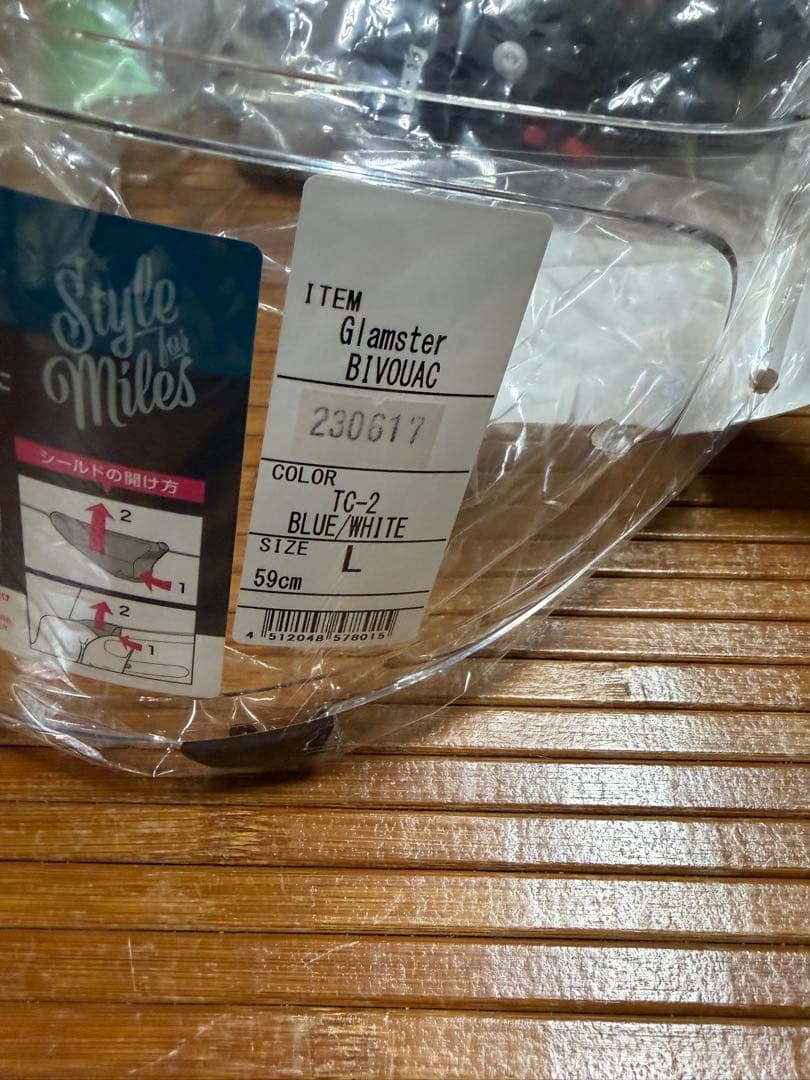 Style
for
Miles
シールドの開け方
2
1
2
1
ITEM
Glamster
BIVOUAC
230617
COLOR
TC-2
BLUE/WHITE
SIZE L
59cm
4 512048 578015